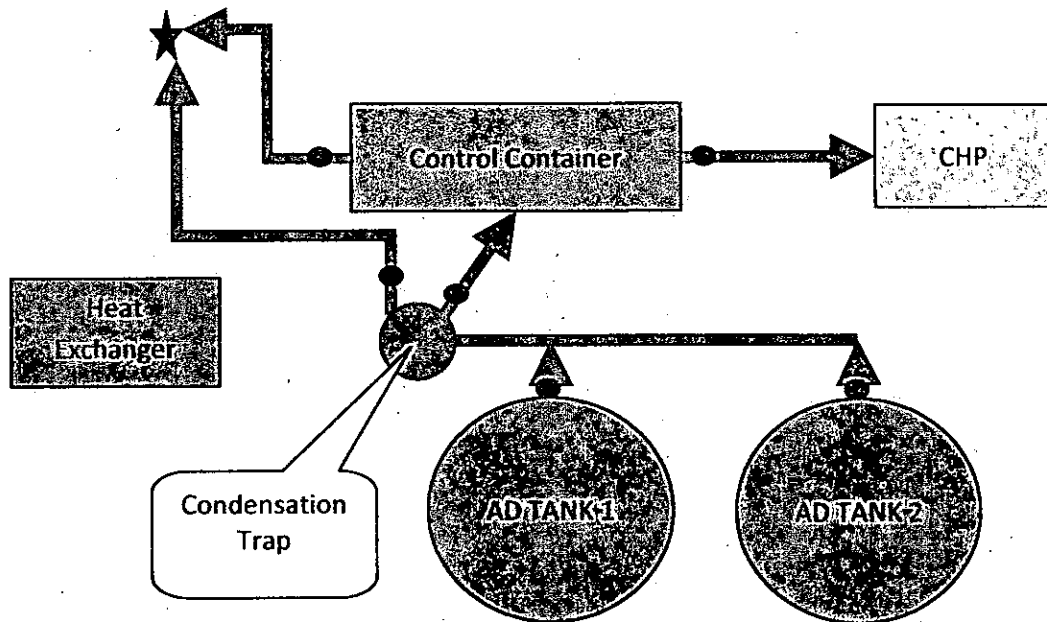 Control Container
CHP
Heat
Exchanger
Condensation
Trap
AD TANK 1
AD TANK 2